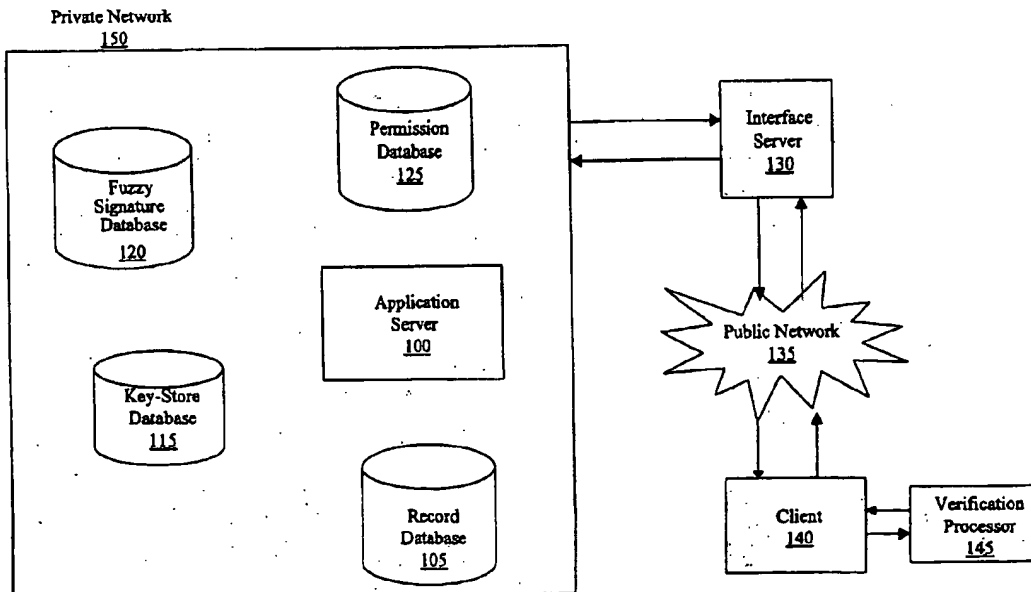 Private Network
150
Permission
Database
125
Fuzzy
Signature
Database
120
Application
Server
100
Key-Store
Database
115
Record
Database
105
Interface
Server
130
Public Network
135
Client
140
Verification
Processor
145